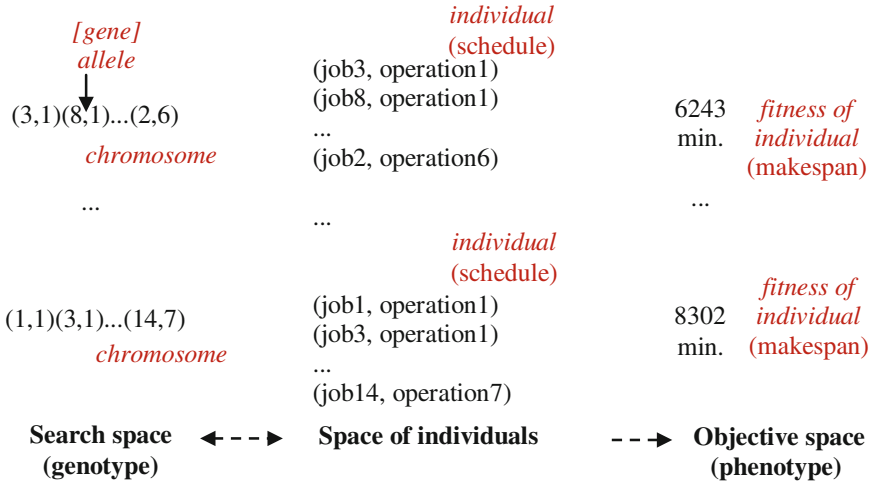 [gene]
allele
(3,1)(8,1)...(2,6)
chromosome
...
individual
(schedule)
(job3, operation1)
(job8, operation1)
...
(job2, operation6)
...
6243
min.
fitness of
individual
(makespan)
...
(1,1)(3,1)...(14,7)
chromosome
individual
(schedule)
(job1, operation1)
(job3, operation1)
...
(job14, operation7)
8302
min.
fitness of
individual
(makespan)
Search space
(genotype)
Space of individuals
Objective space
(phenotype)